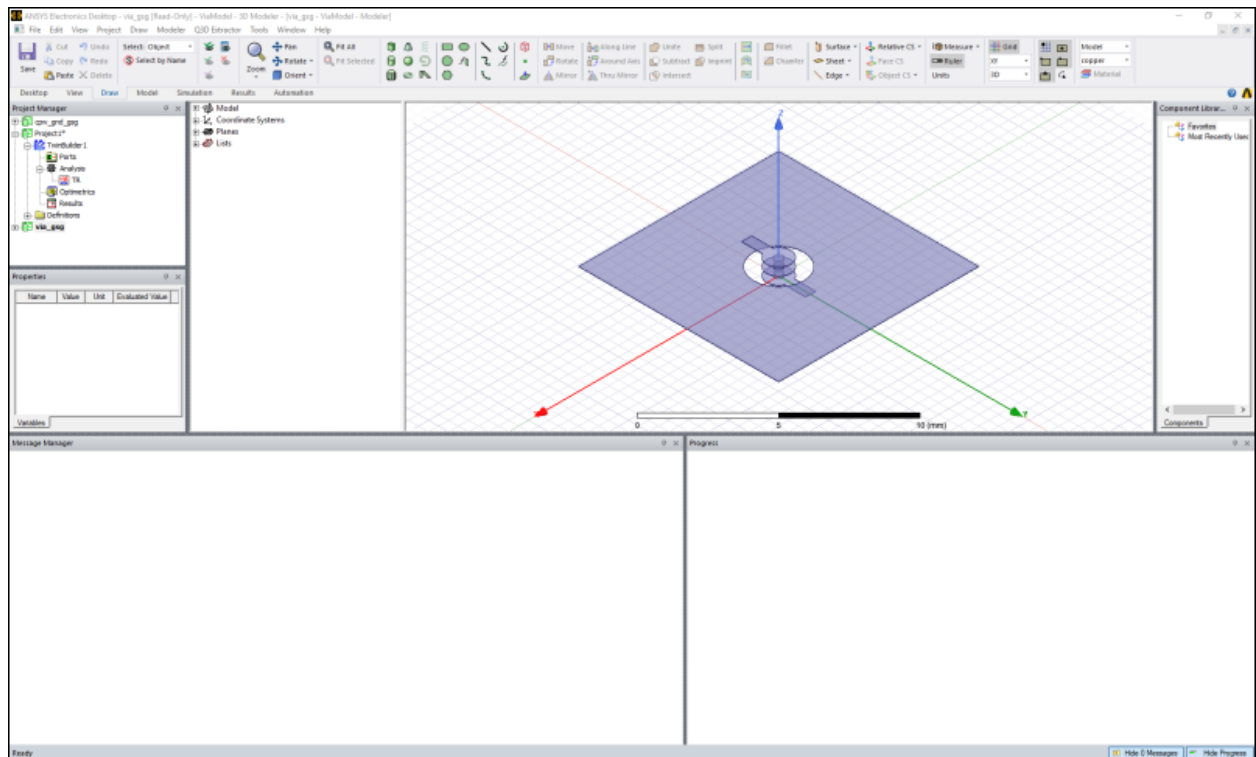 ANSYS Electronics Desktop - via_gsg (Read-Only) - ViaModel - 3D Modeler - [via_gsg - ViaModel - Modeler]
File Edit View Project Draw Modeler Q3D Extractor Tools Window Help
Save
Cut Undo
Copy Redo
Paste Delete
Select: Object
Select by Name
Zoom
Pan
Rotate
Orient
Fit All
Fit Selected
Move Along Line Unite Split Fillet
Rotate Around Axis Subtract Imprint Chamfer
Mirror Thru Mirror Intersect
Surface Relative CS Measure Grid Model
Sheet Face CS Ruler XY copper
Edge Object CS Units 3D Material
Desktop View Draw Model Simulation Results Automation
Project Manager
Project1*
TwinBuilder1
Parts
Analysis
TR
Optimetrics
Results
Definitions
via_gsg
Model
Coordinate Systems
Planes
Lists
Z
Y
0 5 10 (mm)
Component Librar...
Favorites
Most Recently Used
Components
Properties
Name Value Unit Evaluated Value
Variables
Message Manager
Progress
Ready
Hide 0 Messages Hide Progress